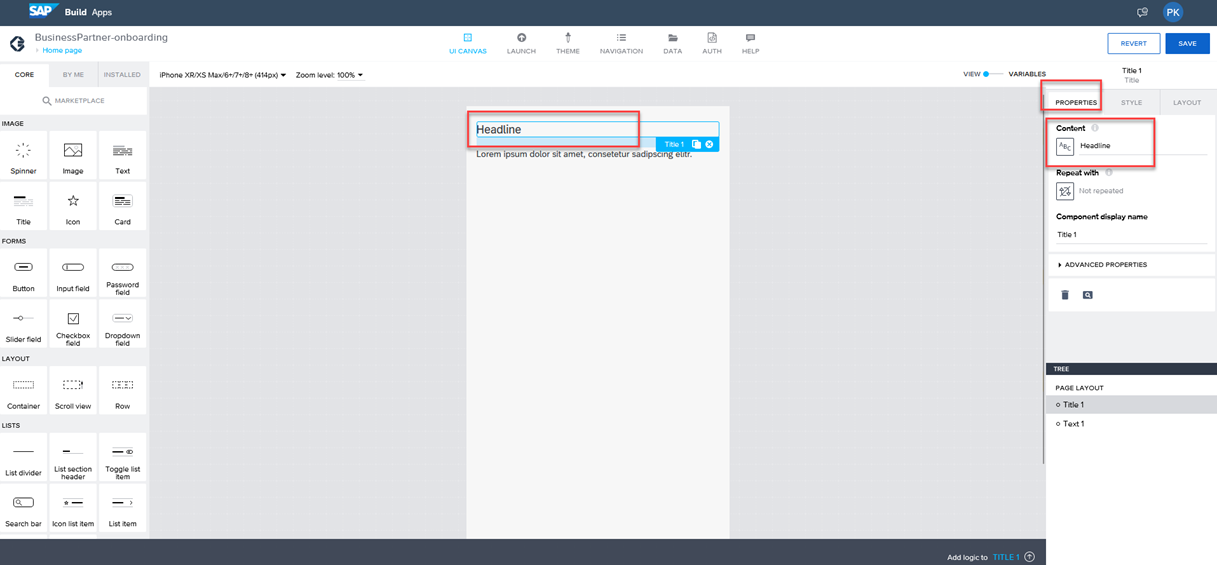 SAP Build Apps
PK
BusinessPartner-onboarding
Home page
UI CANVAS
LAUNCH
THEME
NAVIGATION
DATA
AUTH
HELP
REVERT
SAVE
CORE
BY ME
INSTALLED
iPhone XR/XS Max/6+/7+/8+ (414px)
Zoom level: 100%
VIEW
VARIABLES
Title 1
Title
MARKETPLACE
PROPERTIES
STYLE
LAYOUT
IMAGE
Spinner
Image
Text
Title
Icon
Card
FORMS
Button
Input field
Password field
Slider field
Checkbox field
Dropdown field
LAYOUT
Container
Scroll view
Row
LISTS
List divider
List section header
Toggle list item
Search bar
Icon list item
List item
Headline
Title 1
Lorem ipsum dolor sit amet, consetetur sadipscing elitr.
Content
ABC
Headline
Repeat with
Not repeated
Component display name
Title 1
ADVANCED PROPERTIES
TREE
PAGE LAYOUT
Title 1
Text 1
Add logic to TITLE 1